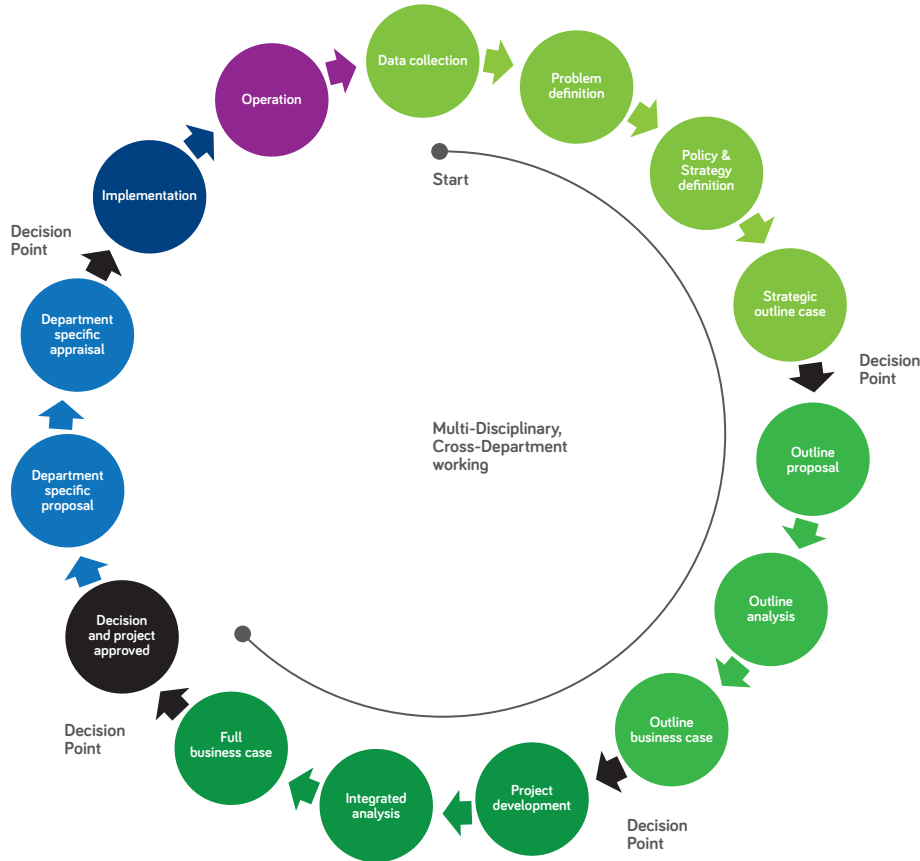 Data collection
Problem
definition
Policy &
Strategy
definition
Strategic
outline case
Decision
Point
Outline
proposal
Outline
analysis
Outline
business case
Decision
Point
Project
development
Integrated
analysis
Full
business case
Decision
Point
Decision
and project
approved
Department
specific
proposal
Department
specific
appraisal
Decision
Point
Implementation
Operation
Start
Multi-Disciplinary,
Cross-Department
working